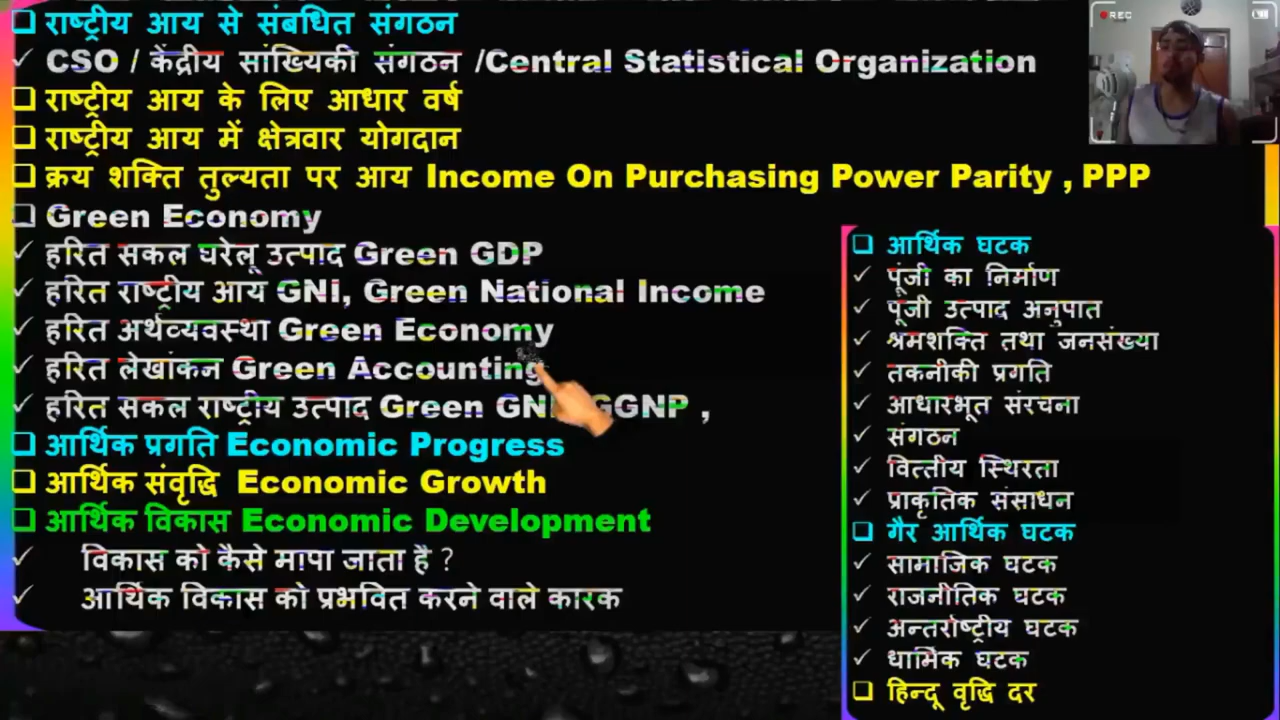 राष्ट्रीय आय से संबधित संगठन
CSO / केंद्रीय सांख्यिकी संगठन /Central Statistical Organization
राष्ट्रीय आय के लिए आधार वर्ष
राष्ट्रीय आय में क्षेत्रवार योगदान
क्रय शक्ति तुल्यता पर आय Income On Purchasing Power Parity , PPP
Green Economy
हरित सकल घरेलू उत्पाद Green GDP
हरित राष्ट्रीय आय GNI, Green National Income
हरित अर्थव्यवस्था Green Economy
हरित लेखांकन Green Accounting
हरित सकल राष्ट्रीय उत्पाद Green GGNP ,
आर्थिक प्रगति Economic Progress
आर्थिक संवृद्धि Economic Growth
आर्थिक विकास Economic Development
विकास को कैसे मापा जाता है ?
आर्थिक विकास को प्रभवित करने वाले कारक
REC
आर्थिक घटक
पूंजी का निर्माण
पूंजी उत्पाद अनुपात
श्रमशक्ति तथा जनसंख्या
तकनीकी प्रगति
आधारभूत संरचना
संगठन
वित्तीय स्थिरता
प्राकृतिक संसाधन
गैर आर्थिक घटक
सामाजिक घटक
राजनीतिक घटक
अन्तर्राष्ट्रीय घटक
धार्मिक घटक
हिन्दू वृद्धि दर